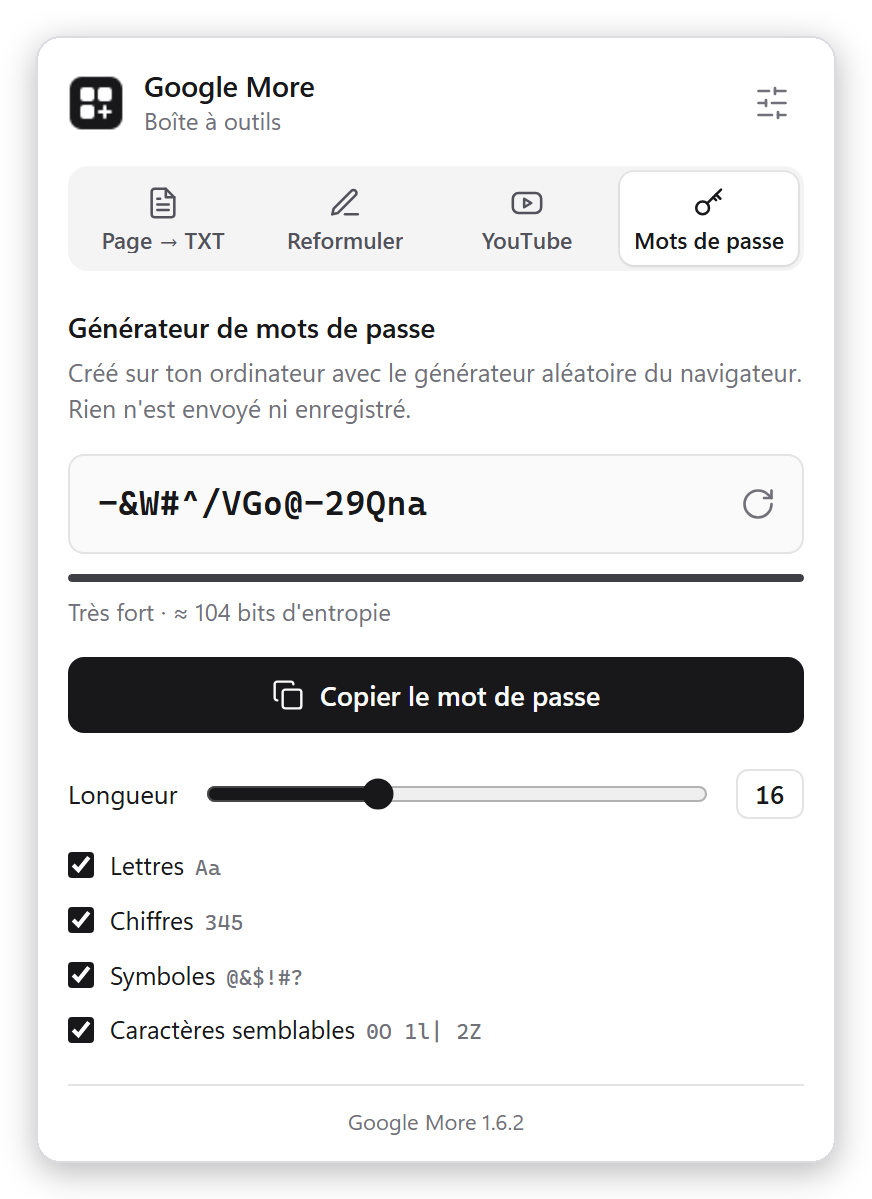 Google More
Boîte à outils
Page → TXT
Reformuler
YouTube
Mots de passe
Générateur de mots de passe
Créé sur ton ordinateur avec le générateur aléatoire du navigateur.
Rien n'est envoyé ni enregistré.
-&W#^/VGo@-29Qna
Très fort · ≈ 104 bits d'entropie
Copier le mot de passe
Longueur 16
Lettres Aa
Chiffres 345
Symboles @&$!#?
Caractères semblables 0O 1l| 2Z
Google More 1.6.2